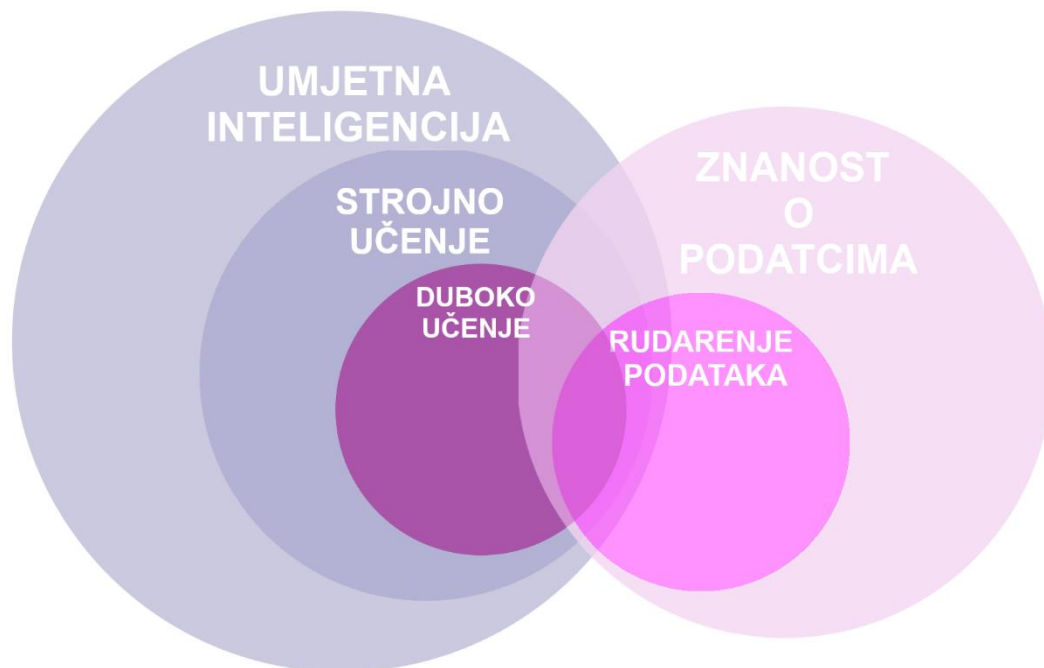 UMJETNA
INTELIGENCIJA
STROJNO
UČENJE
DUBOKO
UČENJE
ZNANOST
O
PODATCIMA
RUDARENJE
PODATAKA